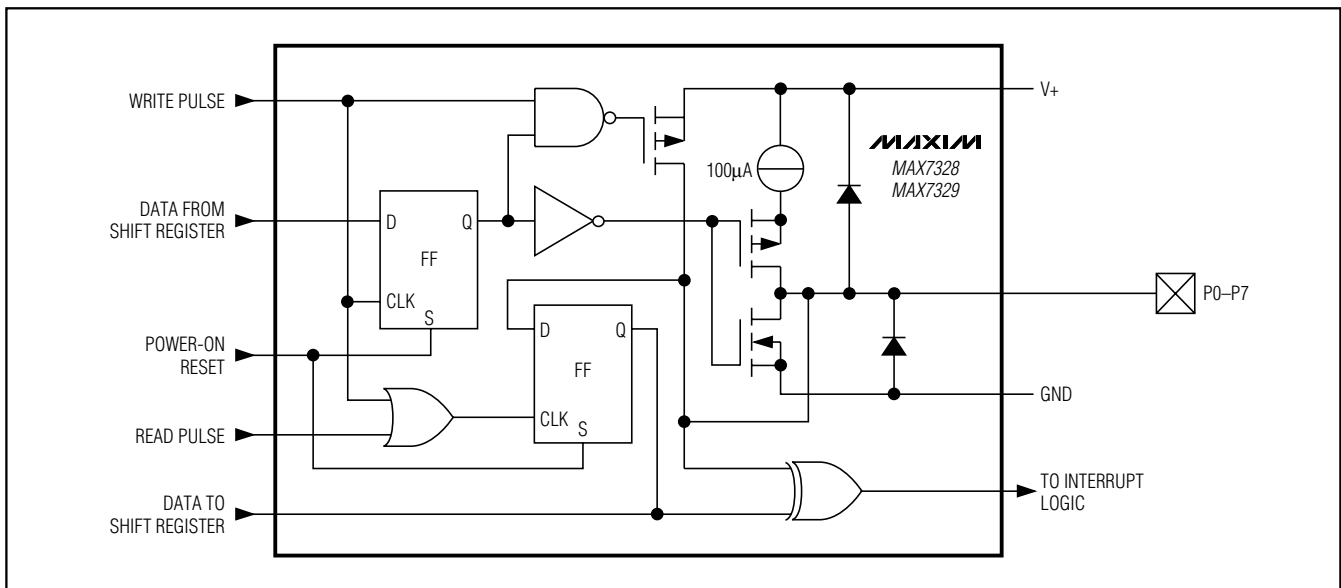 WRITE PULSE
V+
MAXIM
MAX7328
MAX7329
100µA
DATA FROM
SHIFT REGISTER
D
Q
FF
CLK
S
P0–P7
D
Q
FF
CLK
S
POWER-ON
RESET
GND
READ PULSE
DATA TO
SHIFT REGISTER
TO INTERRUPT
LOGIC